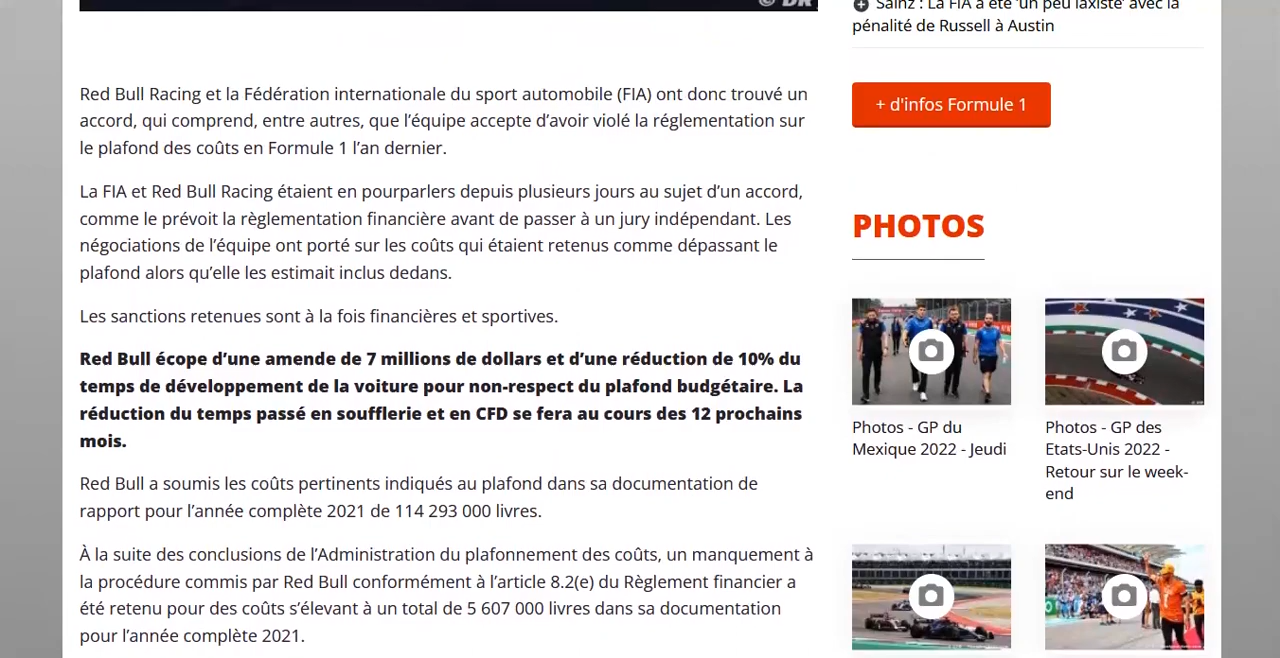 © DR
Red Bull Racing et la Fédération internationale du sport automobile (FIA) ont donc trouvé un
accord, qui comprend, entre autres, que l’équipe accepte d’avoir violé la réglementation sur
le plafond des coûts en Formule 1 l’an dernier.
La FIA et Red Bull Racing étaient en pourparlers depuis plusieurs jours au sujet d’un accord,
comme le prévoit la règlementation financière avant de passer à un jury indépendant. Les
négociations de l’équipe ont porté sur les coûts qui étaient retenus comme dépassant le
plafond alors qu’elle les estimait inclus dedans.
Les sanctions retenues sont à la fois financières et sportives.
Red Bull écope d’une amende de 7 millions de dollars et d’une réduction de 10% du
temps de développement de la voiture pour non-respect du plafond budgétaire. La
réduction du temps passé en soufflerie et en CFD se fera au cours des 12 prochains
mois.
Red Bull a soumis les coûts pertinents indiqués au plafond dans sa documentation de
rapport pour l’année complète 2021 de 114 293 000 livres.
À la suite des conclusions de l’Administration du plafonnement des coûts, un manquement à
la procédure commis par Red Bull conformément à l’article 8.2(e) du Règlement financier a
été retenu pour des coûts s’élevant à un total de 5 607 000 livres dans sa documentation
pour l’année complète 2021.
Sainz : La FIA a été ‘un peu laxiste’ avec la
pénalité de Russell à Austin
+ d'infos Formule 1
PHOTOS
Photos - GP du
Mexique 2022 - Jeudi
Photos - GP des
Etats-Unis 2022 -
Retour sur le week-
end